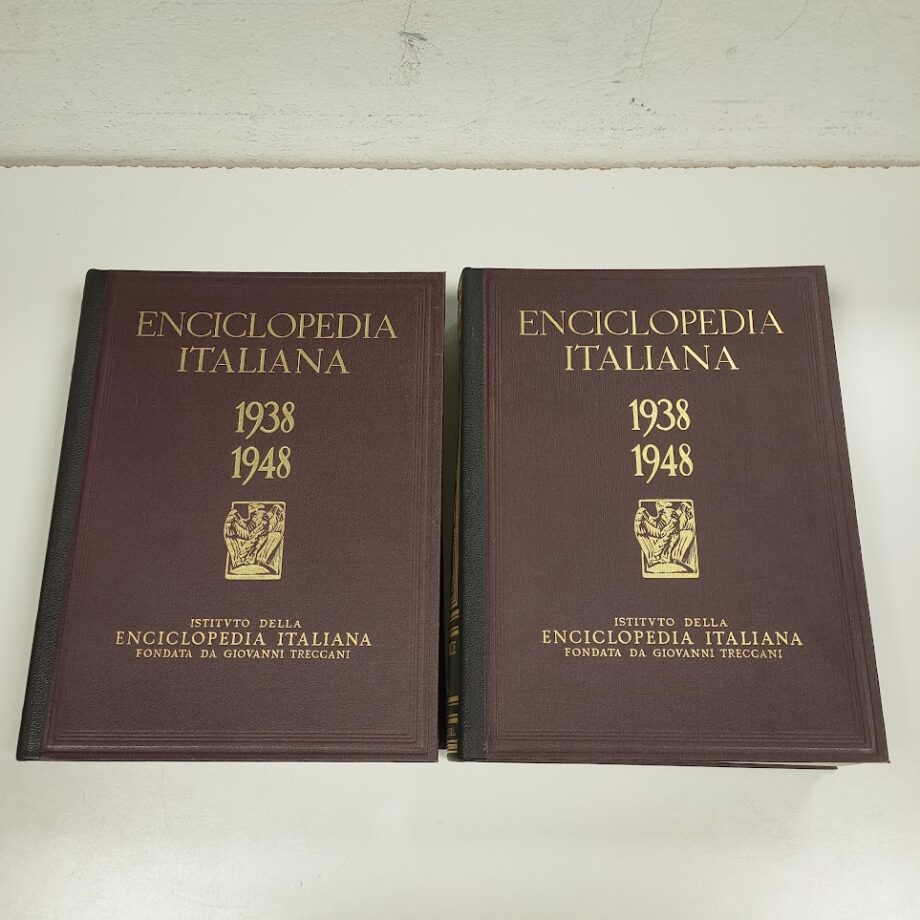 ENCICLOPEDIA
ITALIANA
1938
1948
ISTITVTO DELLA
ENCICLOPEDIA ITALIANA
FONDATA DA GIOVANNI TRECCANI
ENCICLOPEDIA
ITALIANA
1938
1948
ISTITVTO DELLA
ENCICLOPEDIA ITALIANA
FONDATA DA GIOVANNI TRECCANI